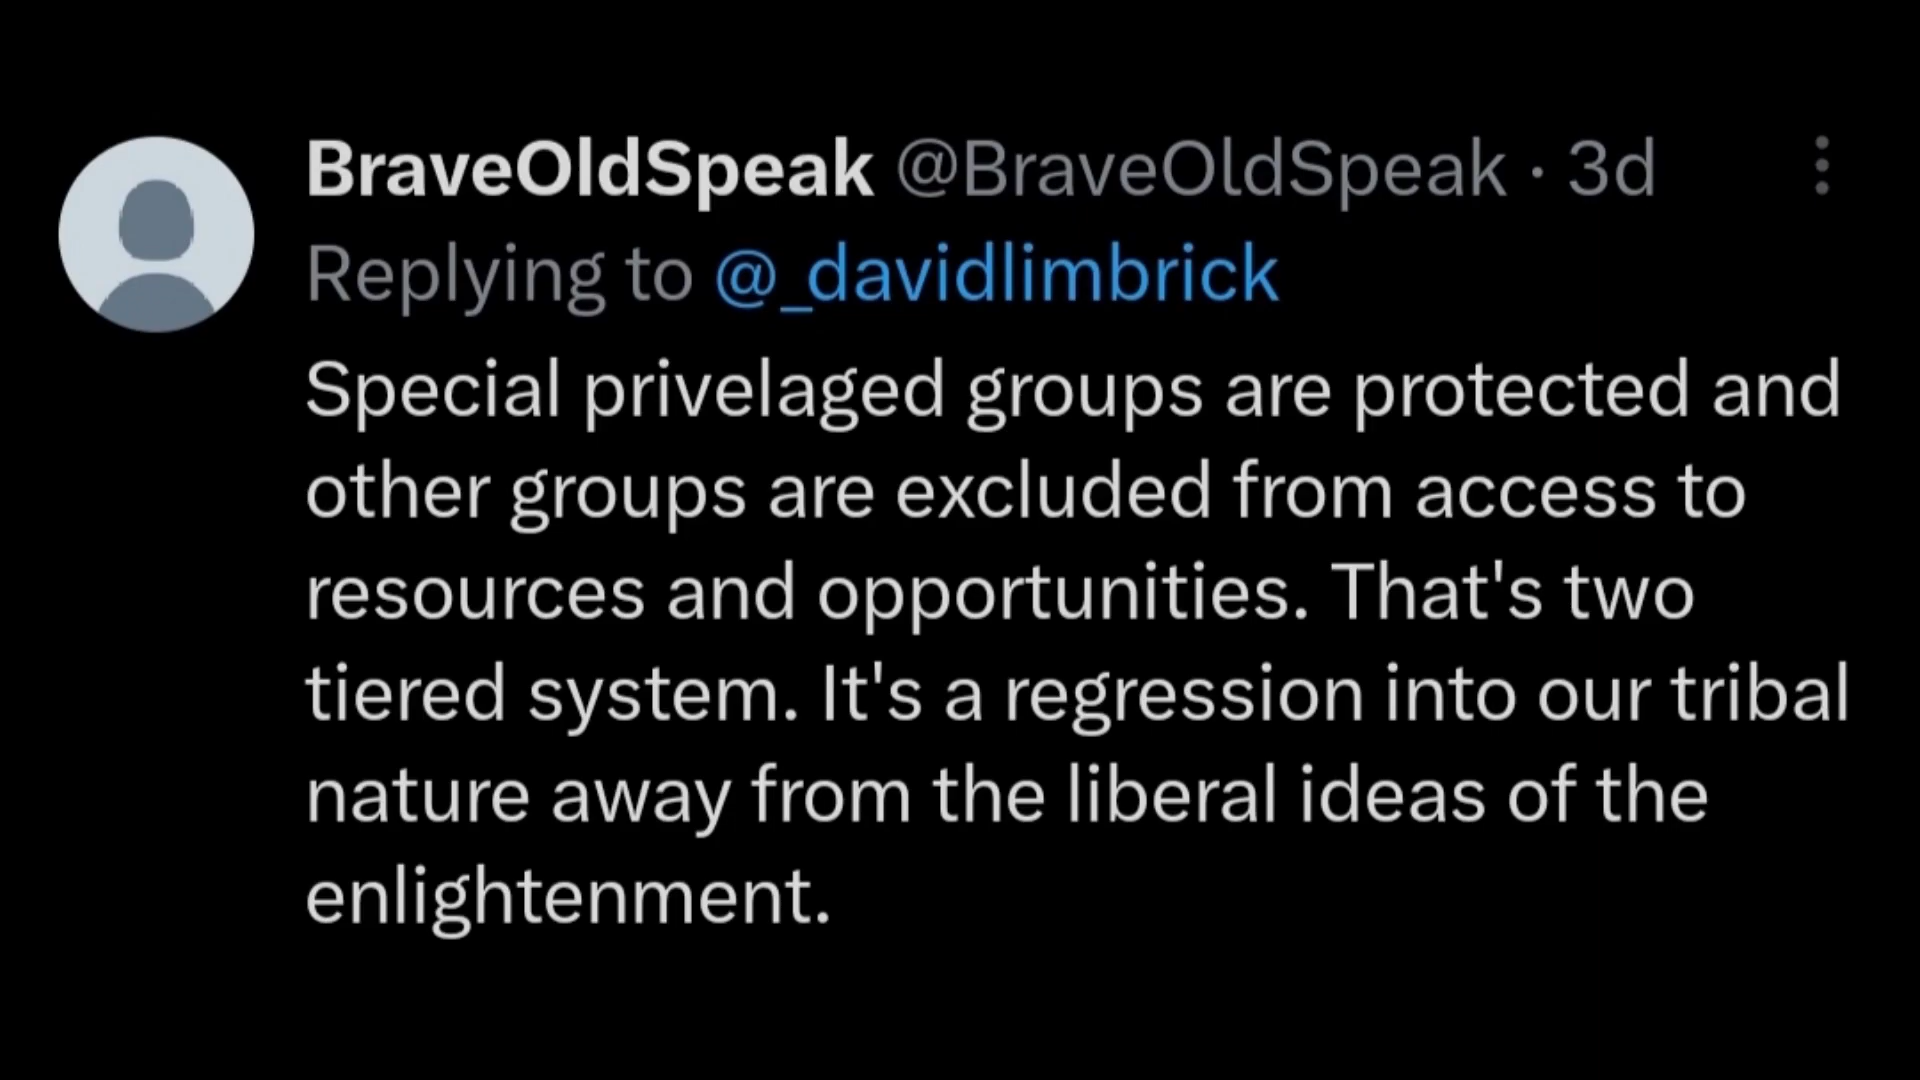 BraveOldSpeak @BraveOldSpeak · 3d
Replying to @_davidlimbrick
Special privelaged groups are protected and
other groups are excluded from access to
resources and opportunities. That's two
tiered system. It's a regression into our tribal
nature away from the liberal ideas of the
enlightenment.